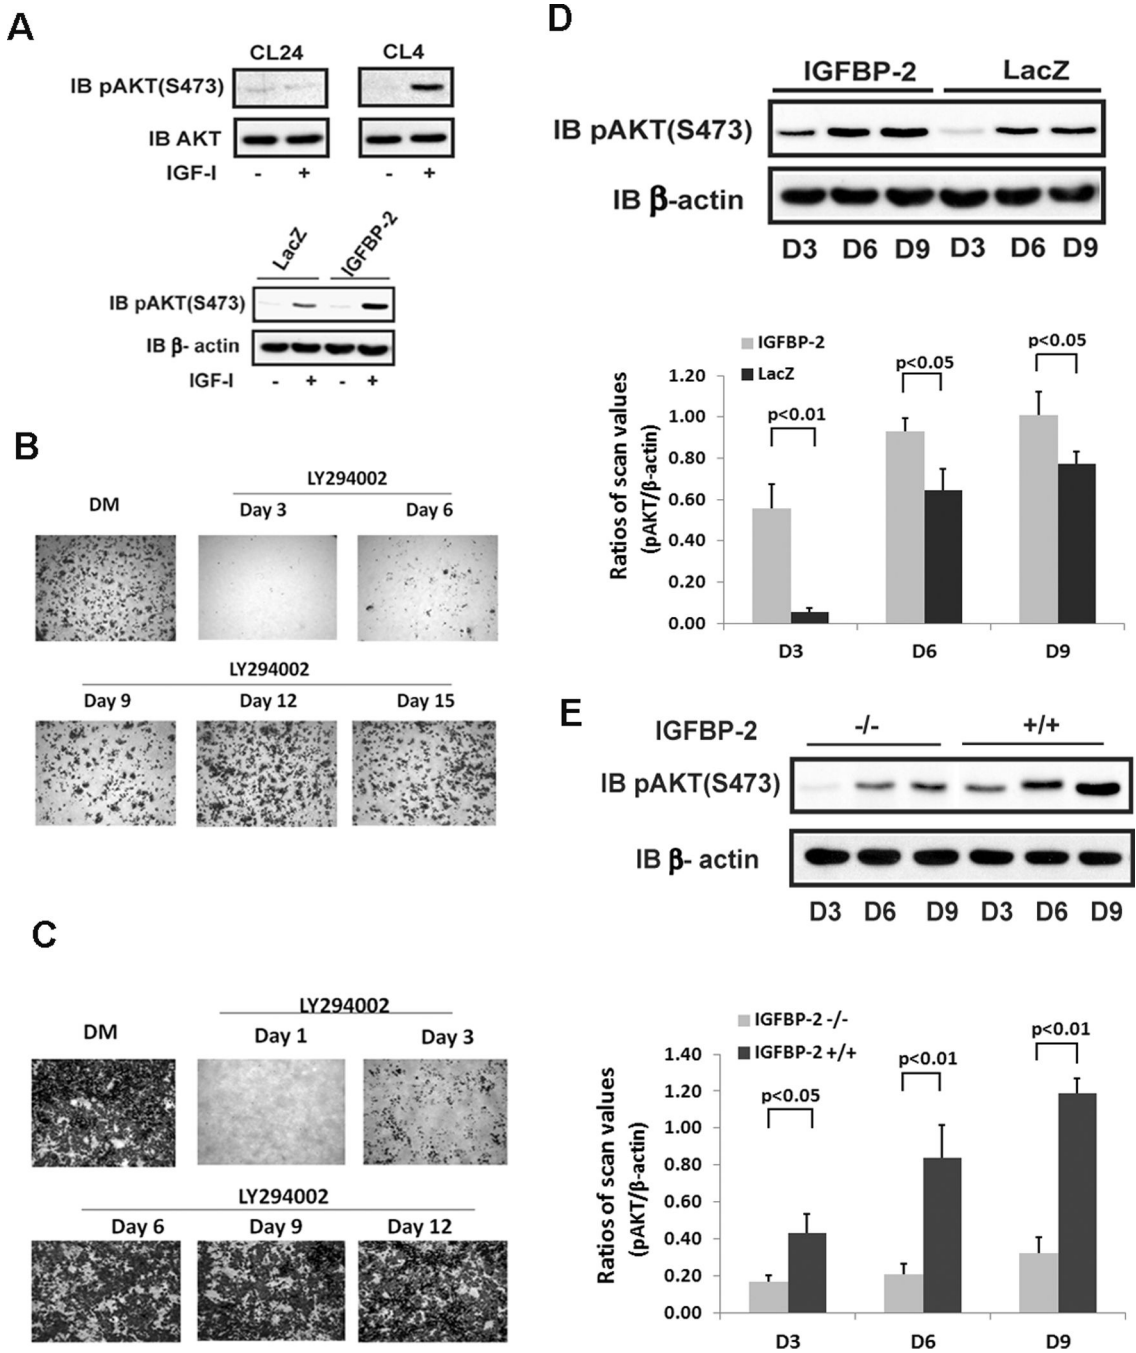 A
CL24 CL4
IB pAKT(S473)
IB AKT
IGF-I - + - +
LacZ IGFBP-2
IB pAKT(S473)
IB β- actin
IGF-I - + - +
B
LY294002
DM Day 3 Day 6
LY294002
Day 9 Day 12 Day 15
C
LY294002
DM Day 1 Day 3
LY294002
Day 6 Day 9 Day 12
D
IGFBP-2 LacZ
IB pAKT(S473)
IB β-actin
D3 D6 D9 D3 D6 D9
IGFBP-2
LacZ
p<0.01
p<0.05
p<0.05
Ratios of scan values
(pAKT/β-actin)
1.20
1.00
0.80
0.60
0.40
0.20
0.00
D3 D6 D9
E
IGFBP-2 -/- +/+
IB pAKT(S473)
IB β- actin
D3 D6 D9 D3 D6 D9
IGFBP-2 -/-
IGFBP-2 +/+
p<0.05
p<0.01
p<0.01
Ratios of scan values
(pAKT/β-actin)
1.40
1.20
1.00
0.80
0.60
0.40
0.20
0.00
D3 D6 D9